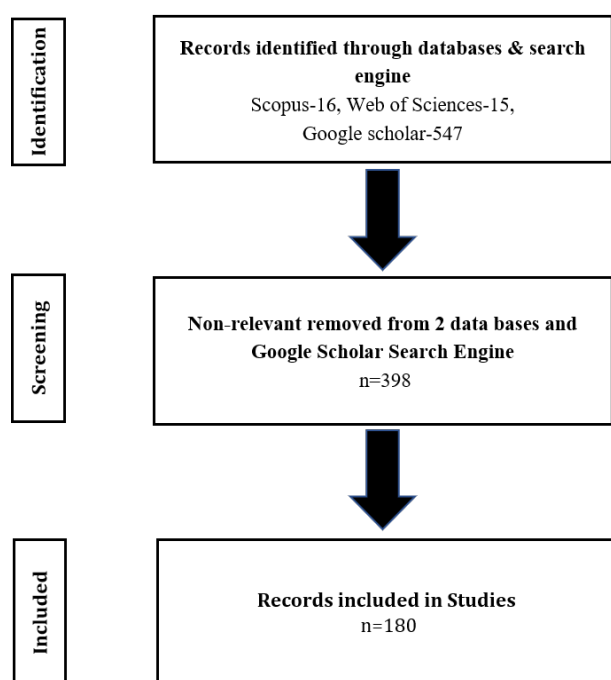 Identification
Records identified through databases & search
engine
Scopus-16, Web of Sciences-15,
Google scholar-547
Screening
Non-relevant removed from 2 data bases and
Google Scholar Search Engine
n=398
Included
Records included in Studies
n=180